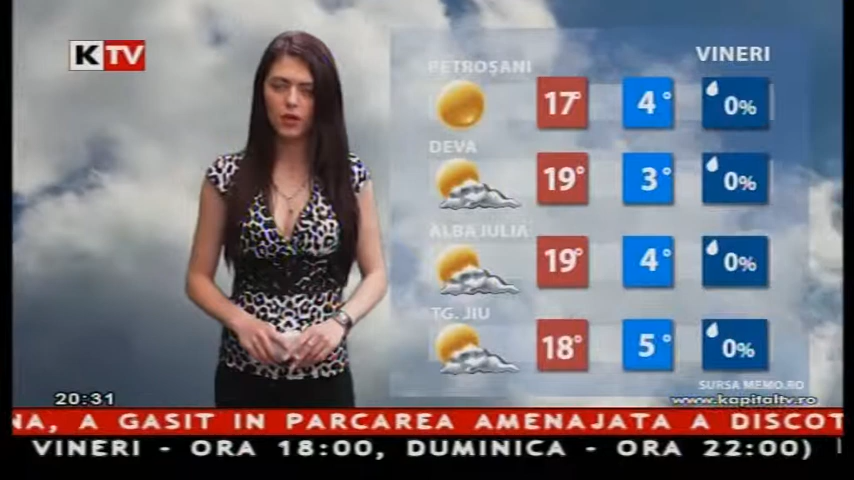 KTV
VINERI
PETROȘANI
17° 4° 0%
DEVA
19° 3° 0%
ALBA IULIA
19° 4° 0%
TG. JIU
18° 5° 0%
SURSA MEMO.RO
20:31
www.kapitaltv.ro
NA, A GASIT IN PARCAREA AMENAJATA A DISCOT
VINERI - ORA 18:00, DUMINICA - ORA 22:00)